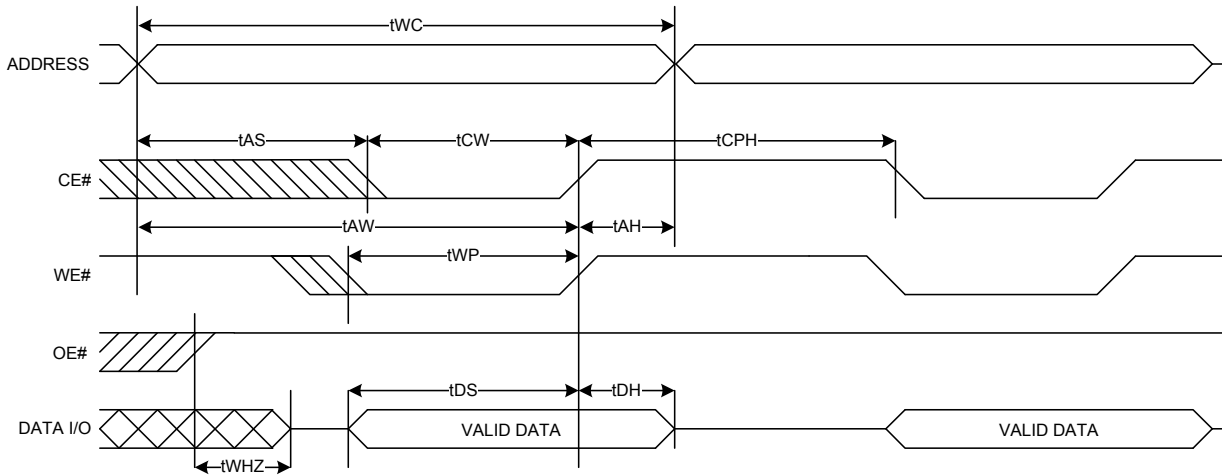 tWC
ADDRESS
tAS
tCW
tCPH
CE#
tAW
tAH
tWP
WE#
OE#
tDS
tDH
DATA I/O
VALID DATA
VALID DATA
tWHZ